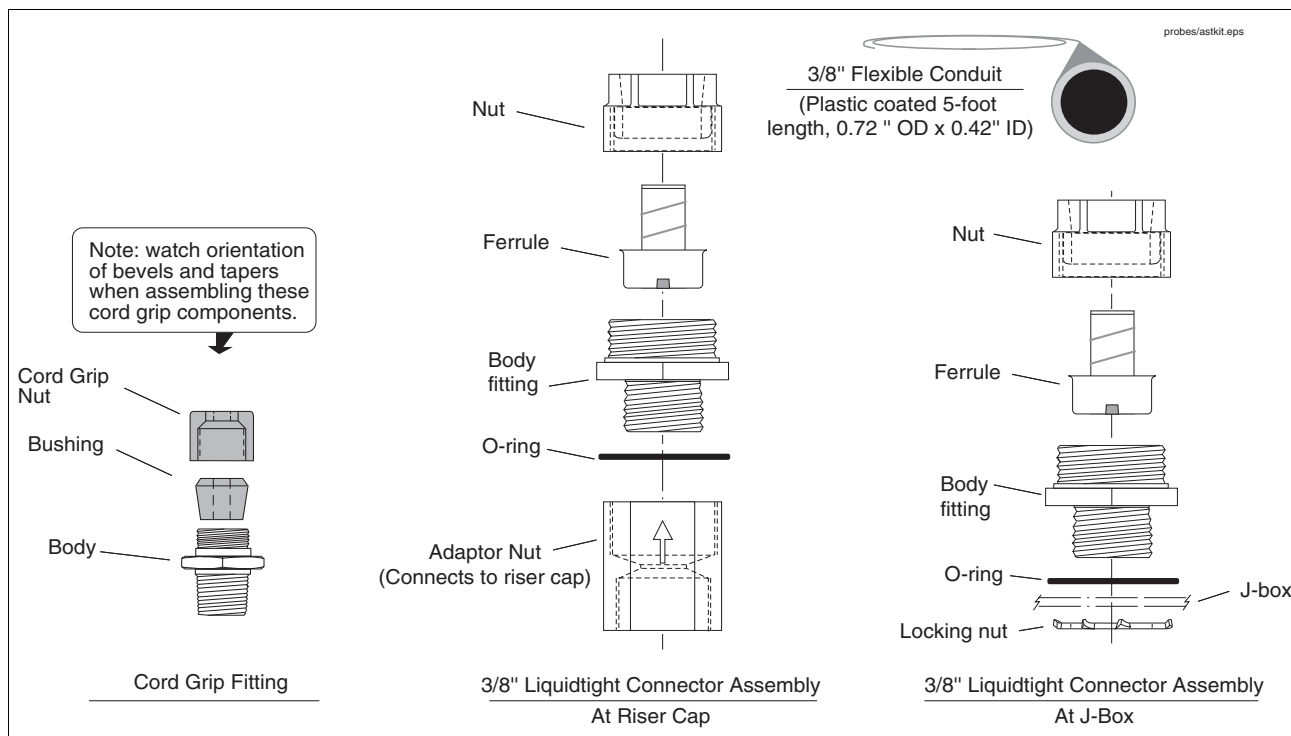 probes/astkit.eps
3/8" Flexible Conduit
(Plastic coated 5-foot
length, 0.72 " OD x 0.42" ID)
Note: watch orientation
of bevels and tapers
when assembling these
cord grip components.
Cord Grip
Nut
Bushing
Body
Cord Grip Fitting
Nut
Ferrule
Body
fitting
O-ring
Adaptor Nut
(Connects to riser cap)
3/8" Liquidtight Connector Assembly
At Riser Cap
Nut
Ferrule
Body
fitting
O-ring
J-box
Locking nut
3/8" Liquidtight Connector Assembly
At J-Box